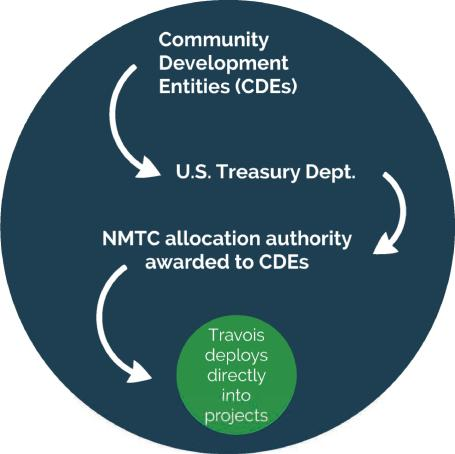 Community
Development
Entities (CDEs)
U.S. Treasury Dept.
NMTC allocation authority
awarded to CDEs
Travois
deploys
directly
into
projects